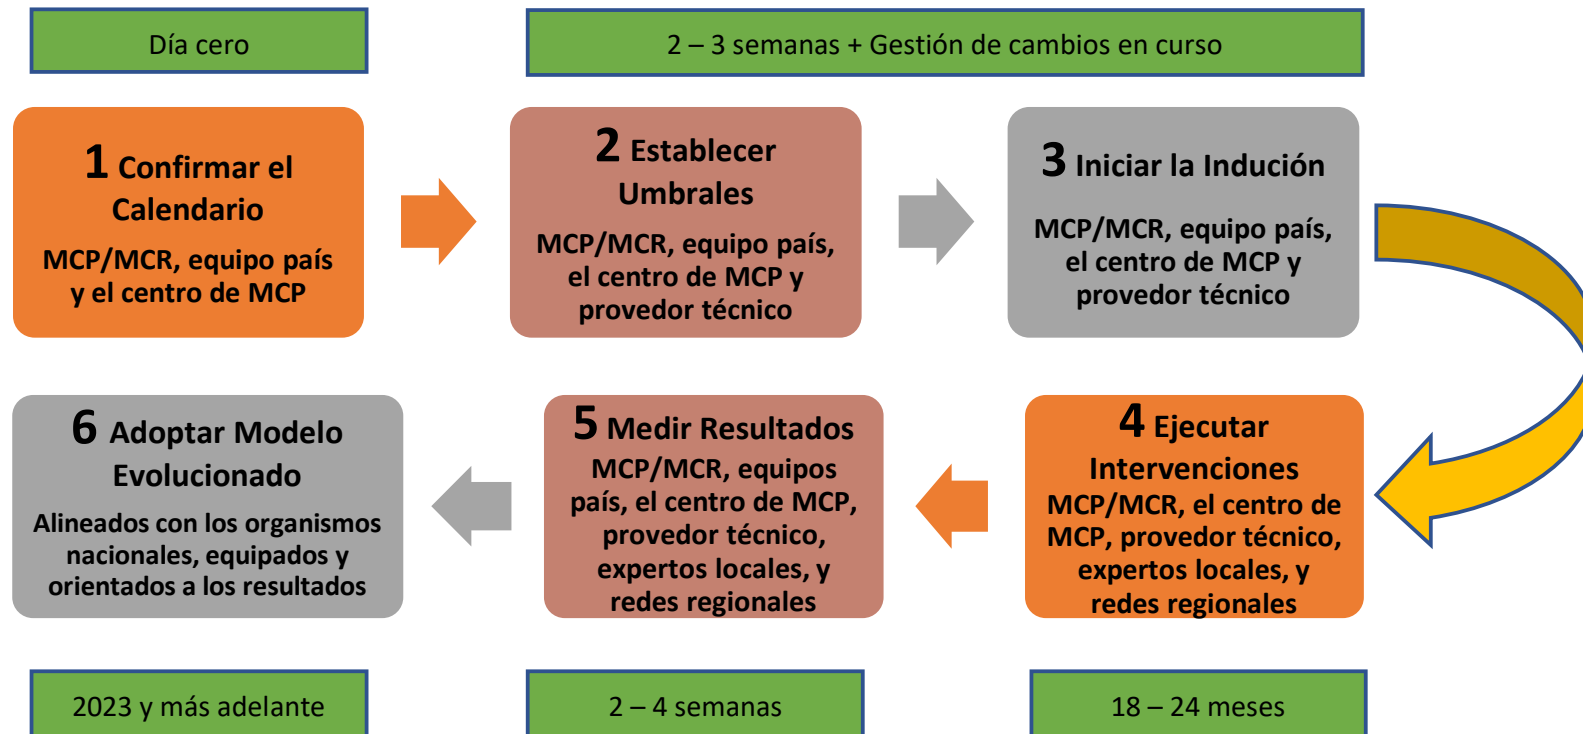 Día cero
2 – 3 semanas + Gestión de cambios en curso
1 Confirmar el
Calendario
MCP/MCR, equipo país
y el centro de MCP
2 Establecer
Umbrales
MCP/MCR, equipo país,
el centro de MCP y
provedor técnico
3 Iniciar la Indución
MCP/MCR, equipo país,
el centro de MCP y
provedor técnico
4 Ejecutar
Intervenciones
MCP/MCR, el centro de
MCP, provedor técnico,
expertos locales, y
redes regionales
5 Medir Resultados
MCP/MCR, equipos
país, el centro de MCP,
provedor técnico,
expertos locales, y
redes regionales
6 Adoptar Modelo
Evolucionado
Alineados con los organismos
nacionales, equipados y
orientados a los resultados
2023 y más adelante
2 – 4 semanas
18 – 24 meses